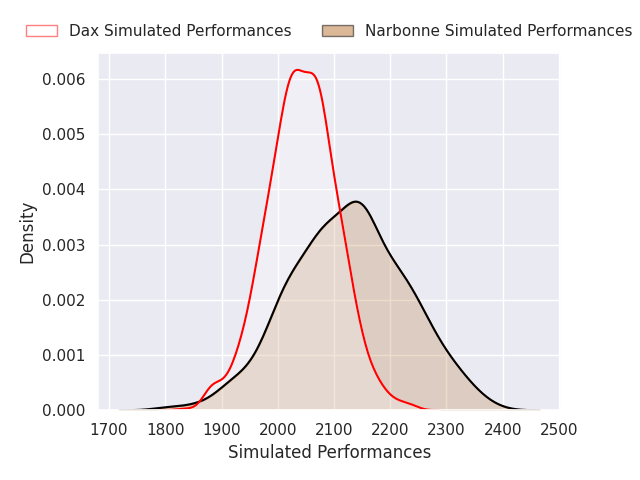 Dax Simulated Performances
Narbonne Simulated Performances
0.006
0.005
0.004
0.003
0.002
0.001
0.000
Density
1700 1800 1900 2000 2100 2200 2300 2400 2500
Simulated Performances